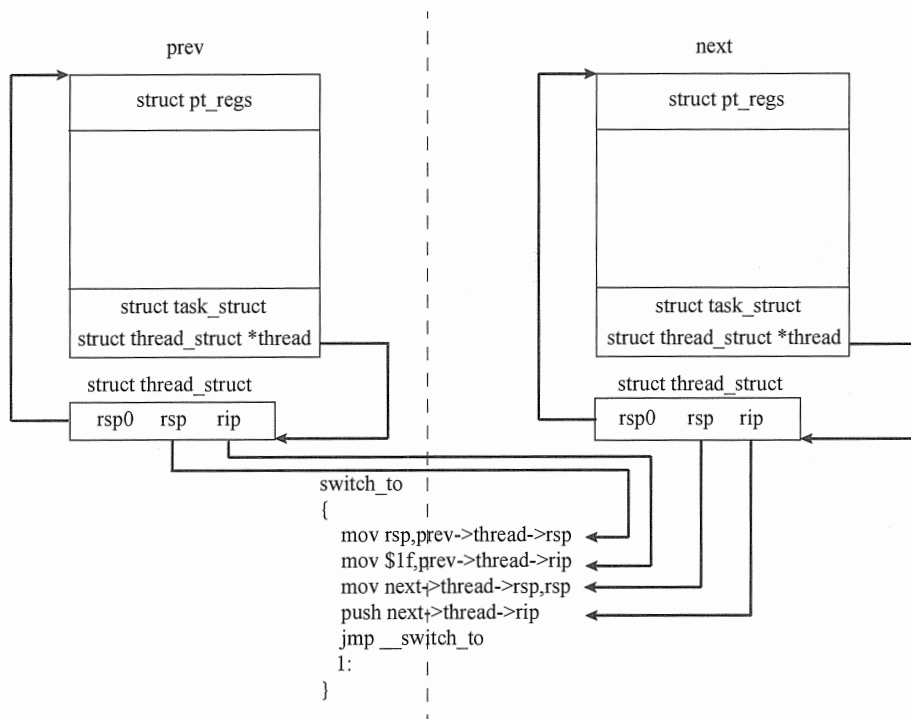 prev
struct pt_regs
struct task_struct
struct thread_struct *thread
struct thread_struct
rsp0 rsp rip
next
struct pt_regs
struct task_struct
struct thread_struct *thread
struct thread_struct
rsp0 rsp rip
switch_to
{
mov rsp,prev->thread->rsp
mov $1f,prev->thread->rip
mov next->thread->rsp,rsp
push next->thread->rip
jmp __switch_to
1:
}